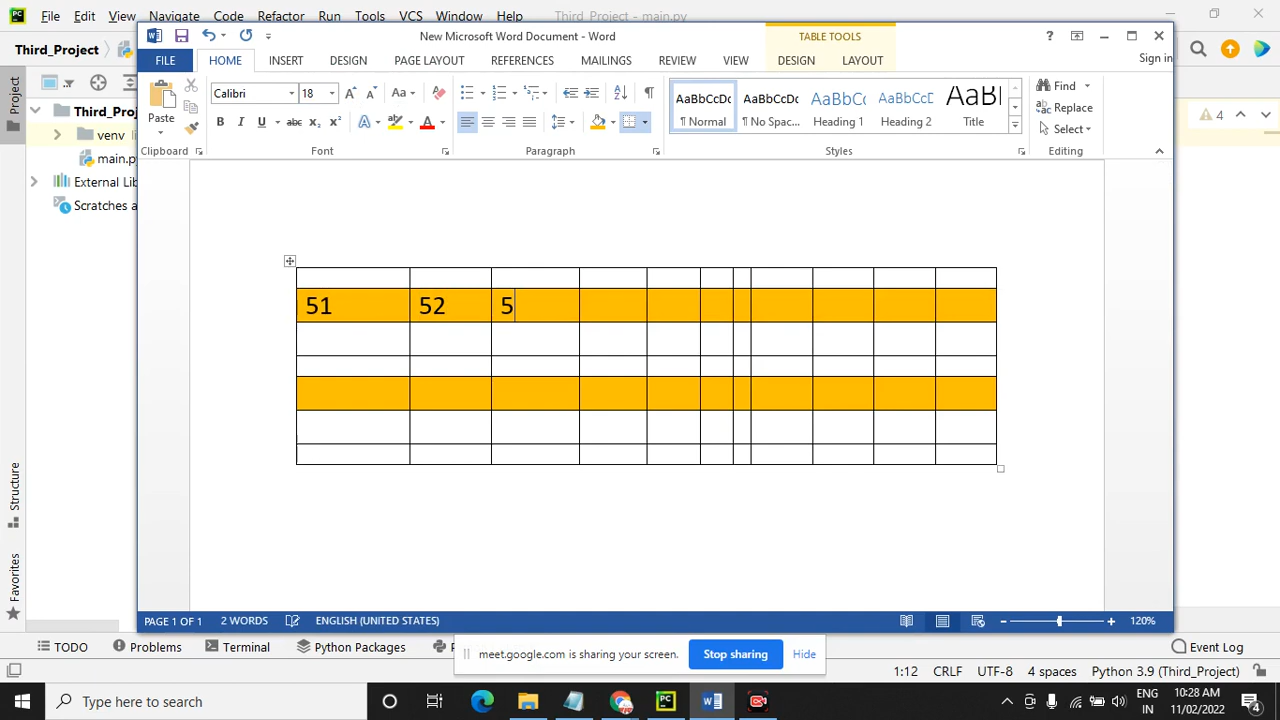 File Edit View Navigate Code Refactor Run Tools VCS Window Help Third_Project - main.py
New Microsoft Word Document - Word
TABLE TOOLS
Third_Project
FILE HOME INSERT DESIGN PAGE LAYOUT REFERENCES MAILINGS REVIEW VIEW DESIGN LAYOUT Sign in
Project
Third_Proj
venv
main.p
External Lib
Scratches a
Paste
Calibri 18
AaBbCcDc AaBbCcDc AaBbCc AaBbCcD AaBb
¶ Normal ¶ No Spac... Heading 1 Heading 2 Title
Find
Replace
Select
Clipboard Font Paragraph Styles Editing
4
51 52 5
Structure
Favorites
PAGE 1 OF 1 2 WORDS ENGLISH (UNITED STATES) 120%
TODO Problems Terminal Python Packages P Event Log
meet.google.com is sharing your screen. Stop sharing Hide
1:12 CRLF UTF-8 4 spaces Python 3.9 (Third_Project)
Type here to search
ENG
IN
10:28 AM
11/02/2022
4